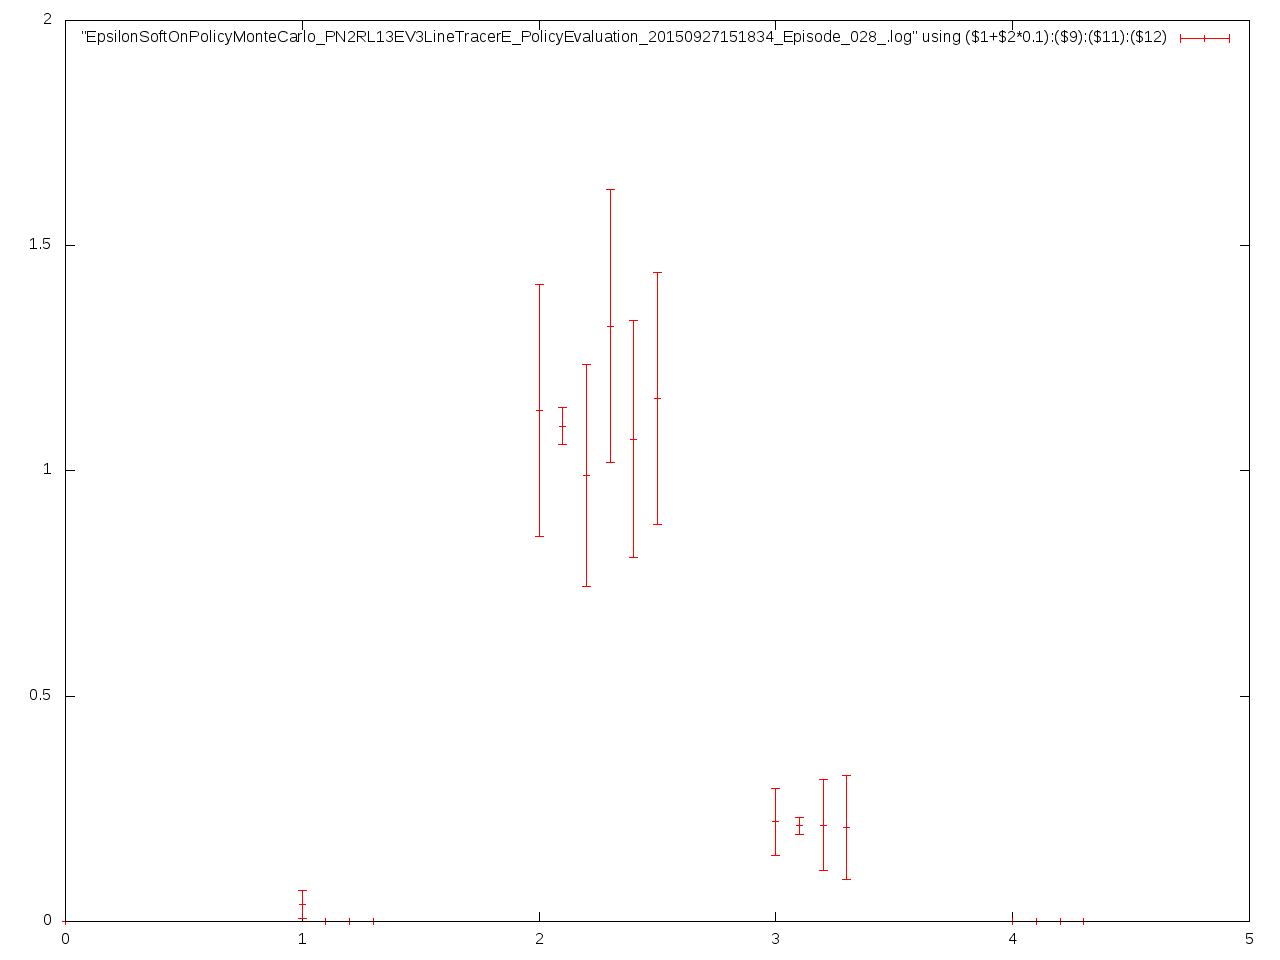 2
"EpsilonSoftOnPolicyMonteCarlo_PN2RL13EV3LineTracerE_PolicyEvaluation_20150927151834_Episode_028_.log" using ($1+$2*0.1):($9):($11):($12)
1.5
1
0.5
0
0 1 2 3 4 5